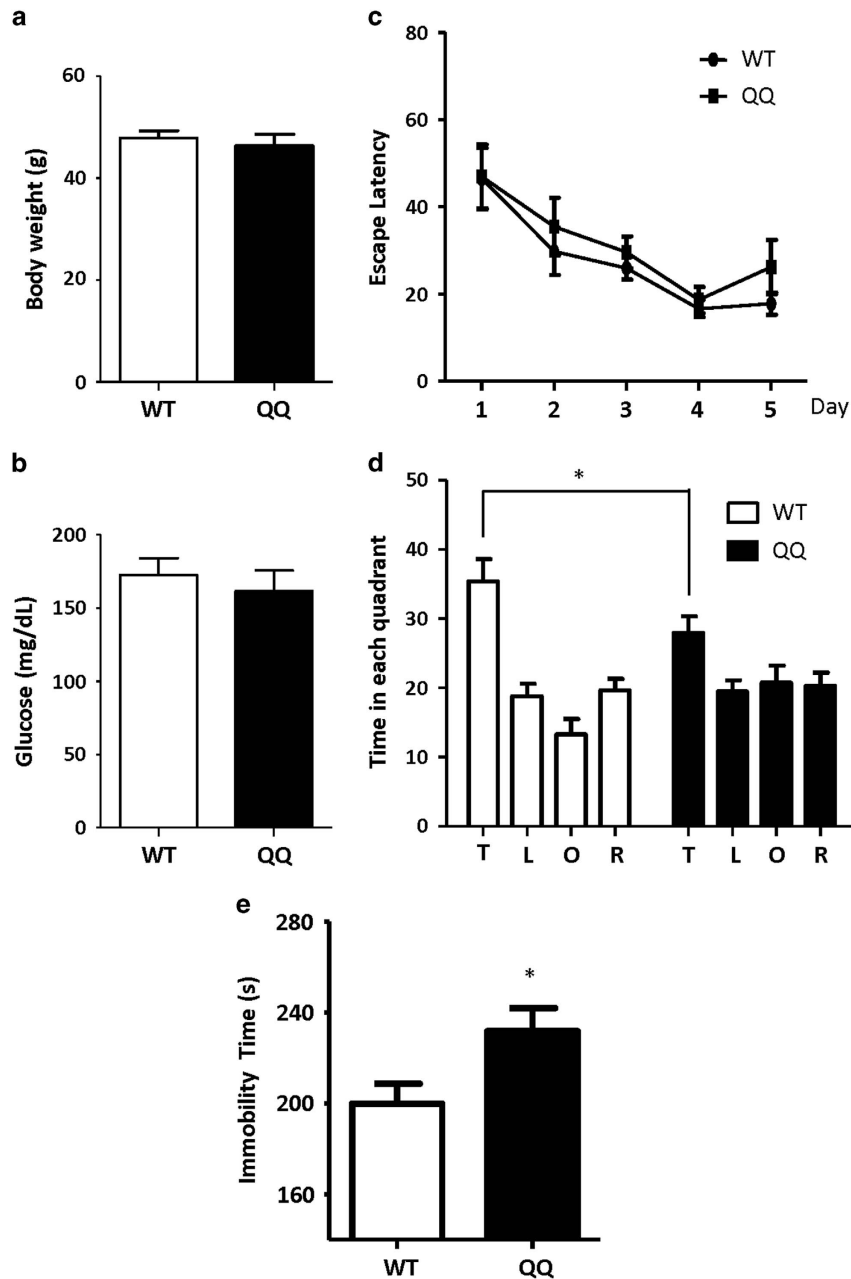 a
Body weight (g)
60
40
20
0
WT QQ
b
Glucose (mg/dL)
200
150
100
50
0
WT QQ
c
Escape Latency
80
60
40
20
0
WT
QQ
1 2 3 4 5 Day
d
Time in each quadrant
50
40
30
20
10
0
*
WT
QQ
T L O R T L O R
e
Immobility Time (s)
280
240
200
160
*
WT QQ